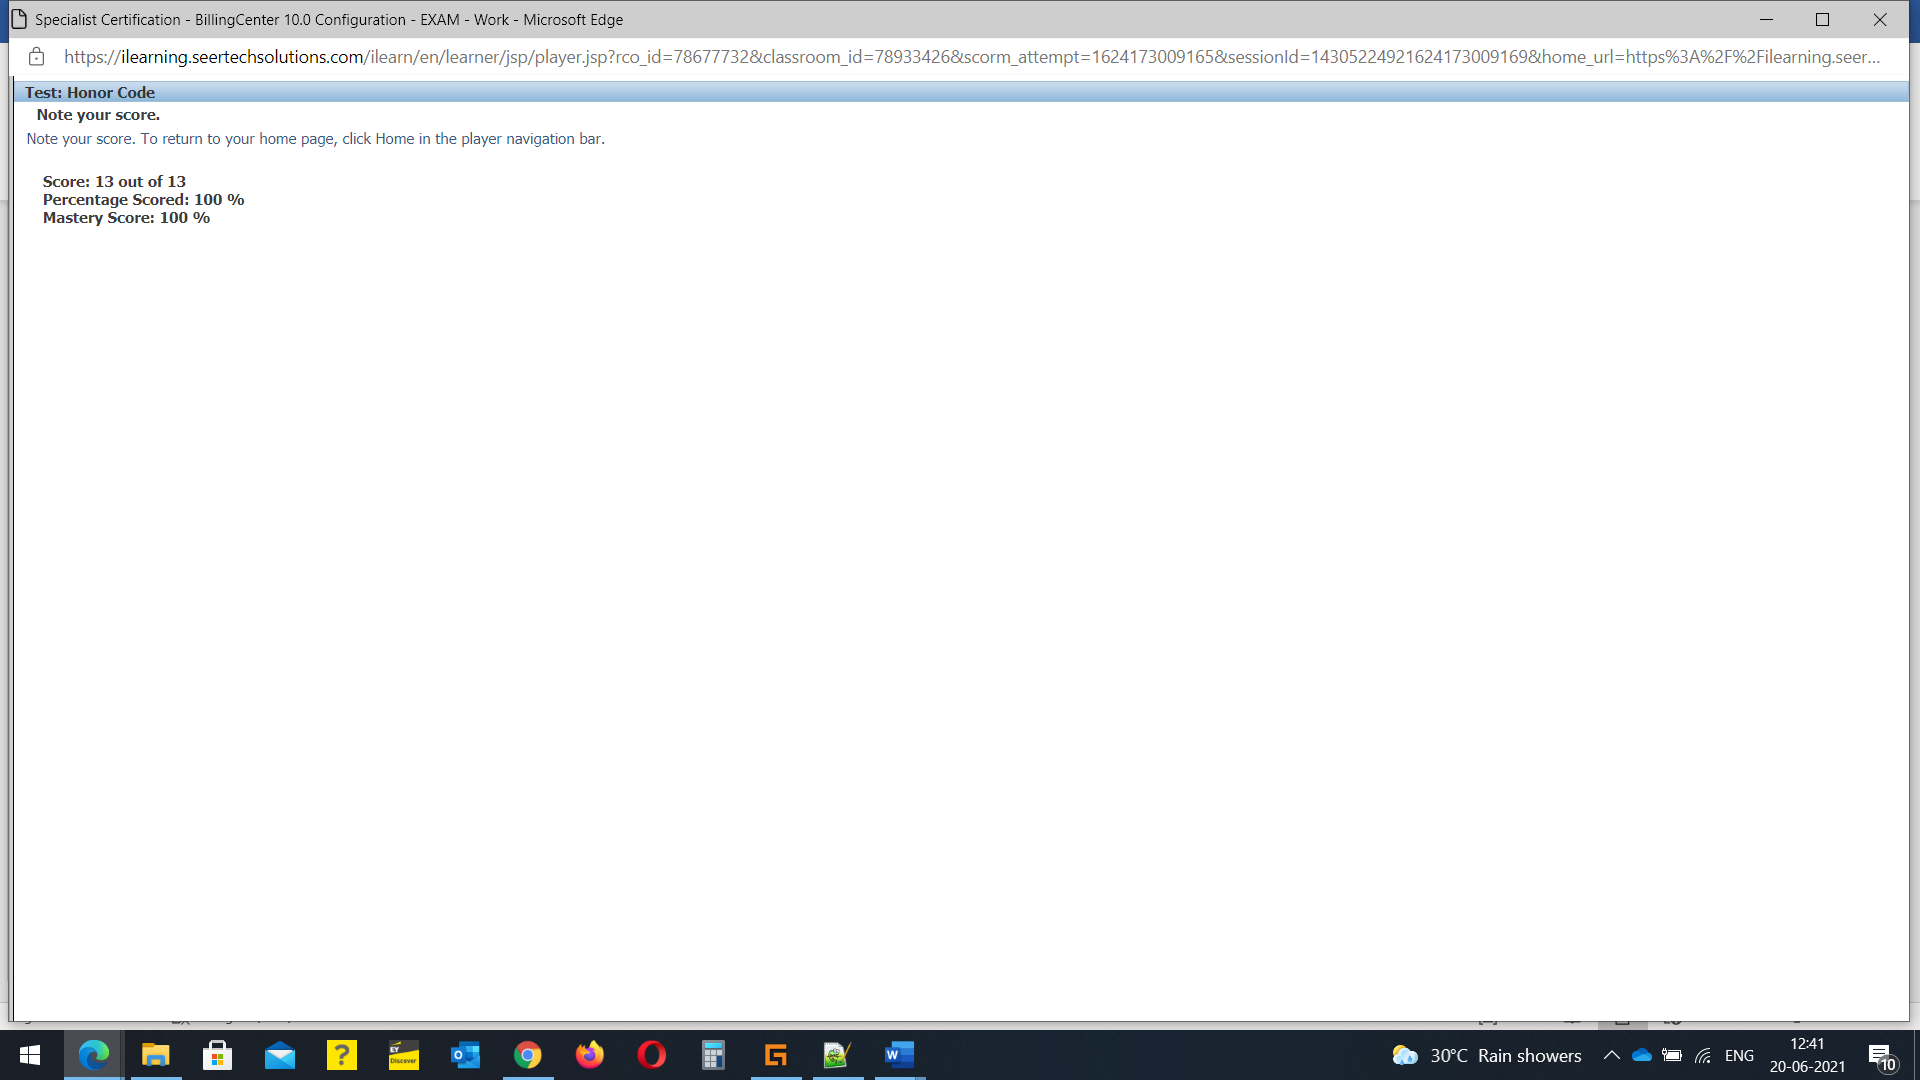 Specialist Certification - BillingCenter 10.0 Configuration - EXAM - Work - Microsoft Edge
https://ilearning.seertechsolutions.com/ilearn/en/learner/jsp/player.jsp?rco_id=78677732&classroom_id=78933426&scorm_attempt=1624173009165&sessionId=14305224921624173009169&home_url=https%3A%2F%2Filearning.seer...
Test: Honor Code
Note your score.
Note your score. To return to your home page, click Home in the player navigation bar.
Score: 13 out of 13
Percentage Scored: 100 %
Mastery Score: 100 %
EY
Discover
30°C Rain showers
ENG
12:41
20-06-2021
10